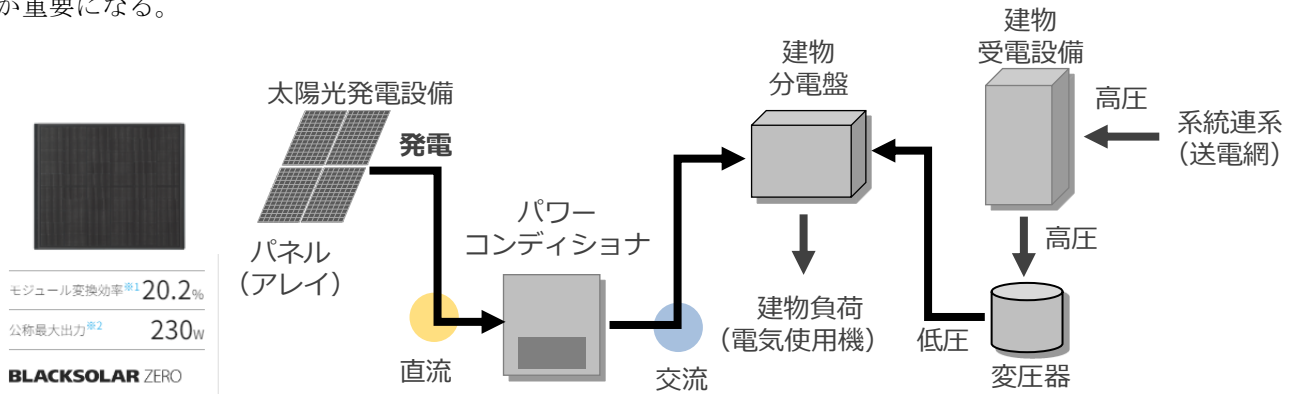 が重要になる。
モジュール変換効率※1 20.2%
公称最大出力※2 230W
BLACKSOLAR ZERO
太陽光発電設備
発電
パネル
（アレイ）
直流
パワー
コンディショナ
交流
建物
分電盤
建物負荷
（電気使用機）
建物
受電設備
高圧
系統連系
（送電網）
高圧
低圧
変圧器